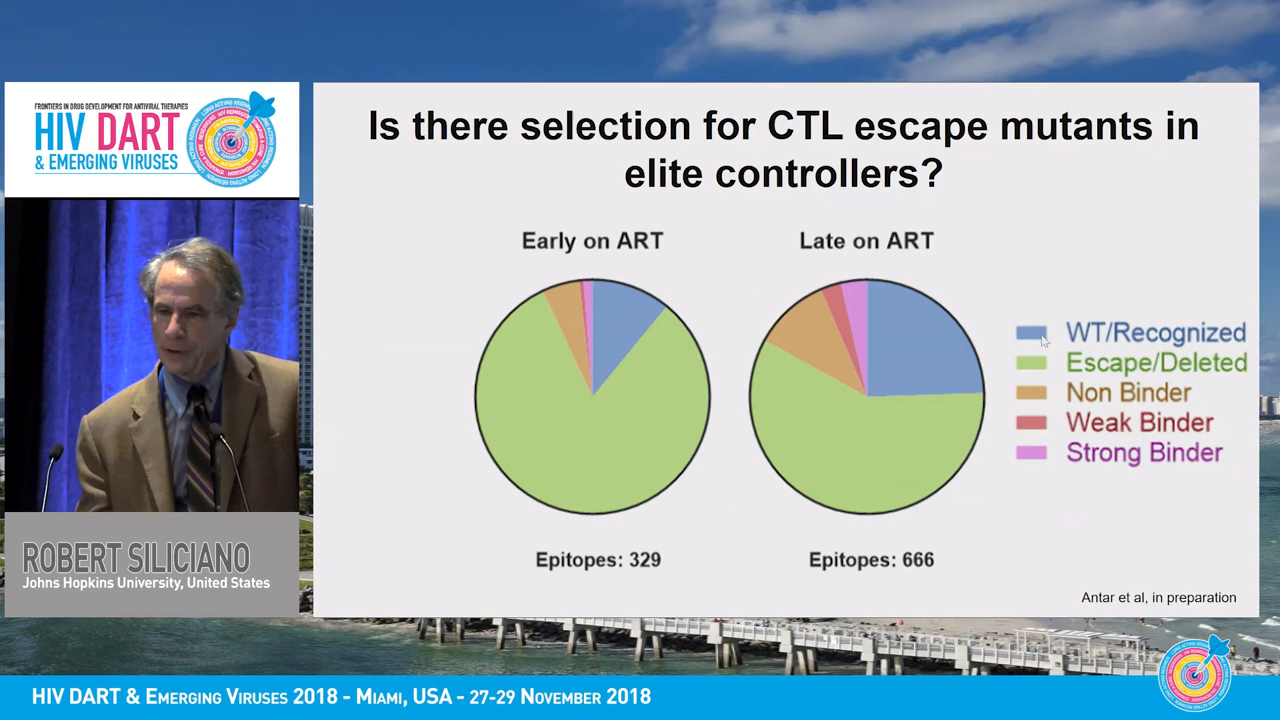 FRONTIERS IN DRUG DEVELOPMENT FOR ANTIVIRAL THERAPIES
HIV DART
& EMERGING VIRUSES
Is there selection for CTL escape mutants in
elite controllers?
Early on ART
Late on ART
WT/Recognized
Escape/Deleted
Non Binder
Weak Binder
Strong Binder
Epitopes: 329
Epitopes: 666
Antar et al, in preparation
ROBERT SILICIANO
Johns Hopkins University, United States
HIV DART & EMERGING VIRUSES 2018 - MIAMI, USA - 27-29 NOVEMBER 2018